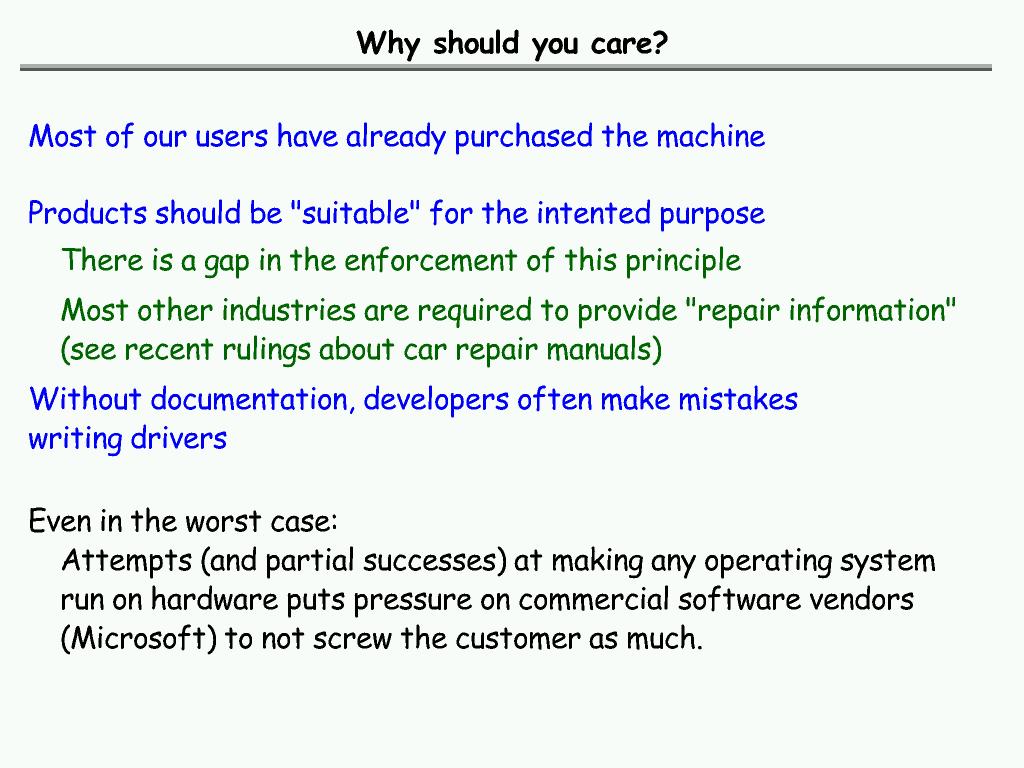 Why should you care?
Most of our users have already purchased the machine
Products should be "suitable" for the intented purpose
There is a gap in the enforcement of this principle
Most other industries are required to provide "repair information"
(see recent rulings about car repair manuals)
Without documentation, developers often make mistakes
writing drivers
Even in the worst case:
Attempts (and partial successes) at making any operating system
run on hardware puts pressure on commercial software vendors
(Microsoft) to not screw the customer as much.